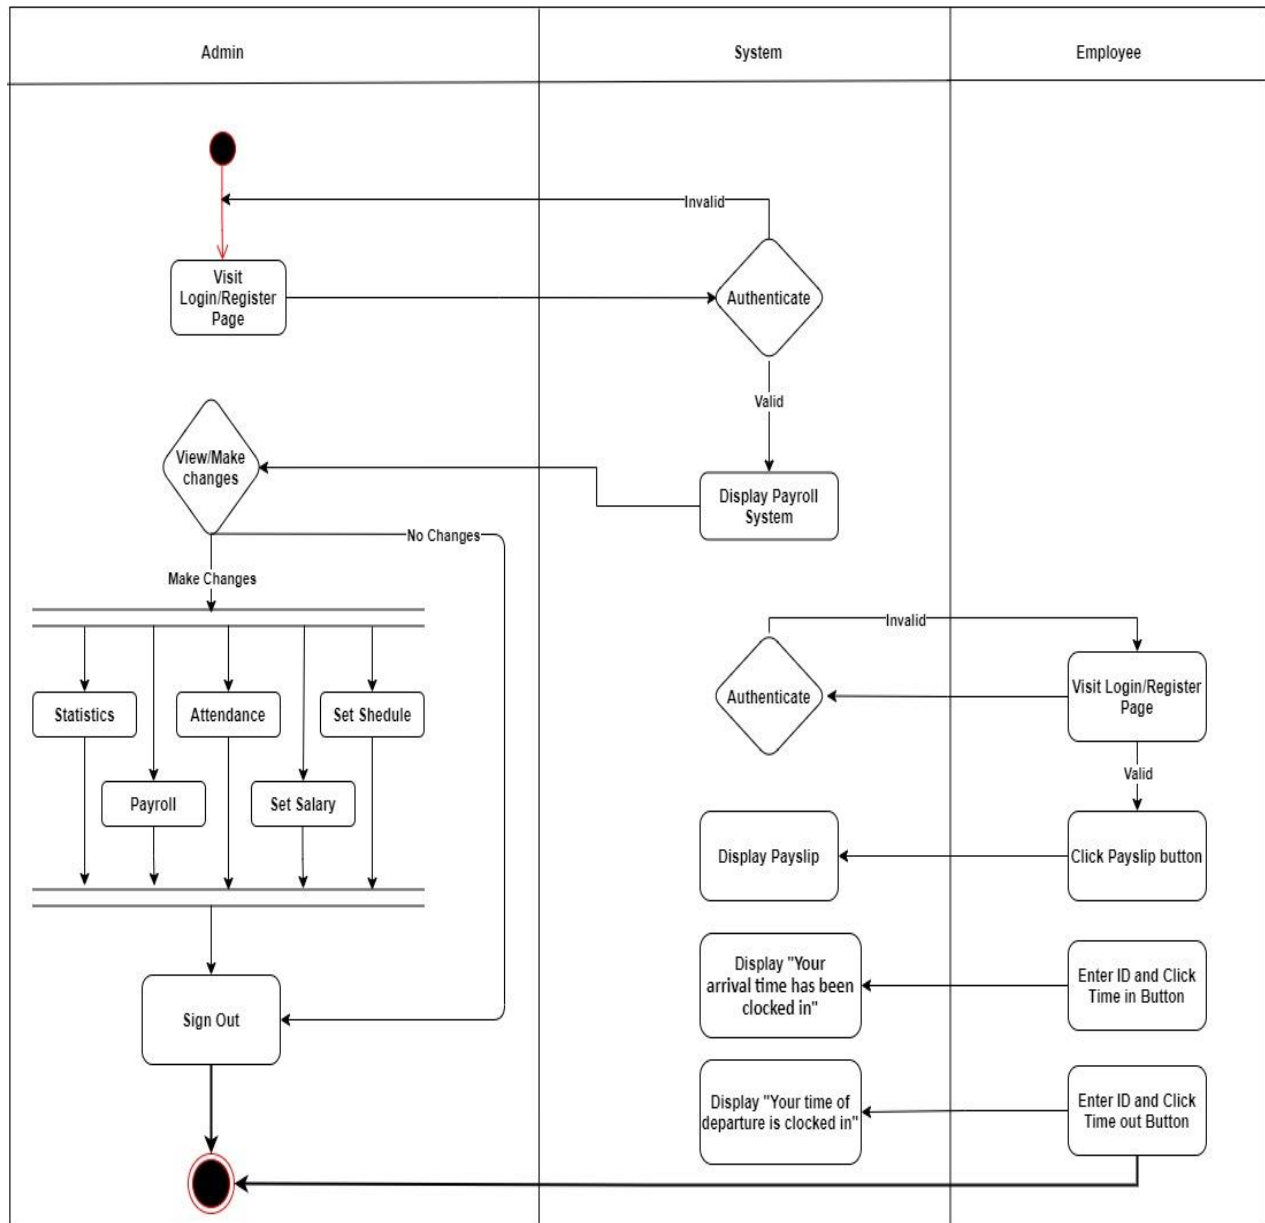 Admin
System
Employee
Invalid
Visit
Login/Register
Page
Authenticate
Valid
View/Make
changes
Display Payroll
System
No Changes
Make Changes
Invalid
Authenticate
Visit Login/Register
Page
Statistics
Attendance
Set Shedule
Valid
Payroll
Set Salary
Display Payslip
Click Payslip button
Display "Your
arrival time has been
clocked in"
Enter ID and Click
Time in Button
Sign Out
Display "Your time of
departure is clocked in"
Enter ID and Click
Time out Button